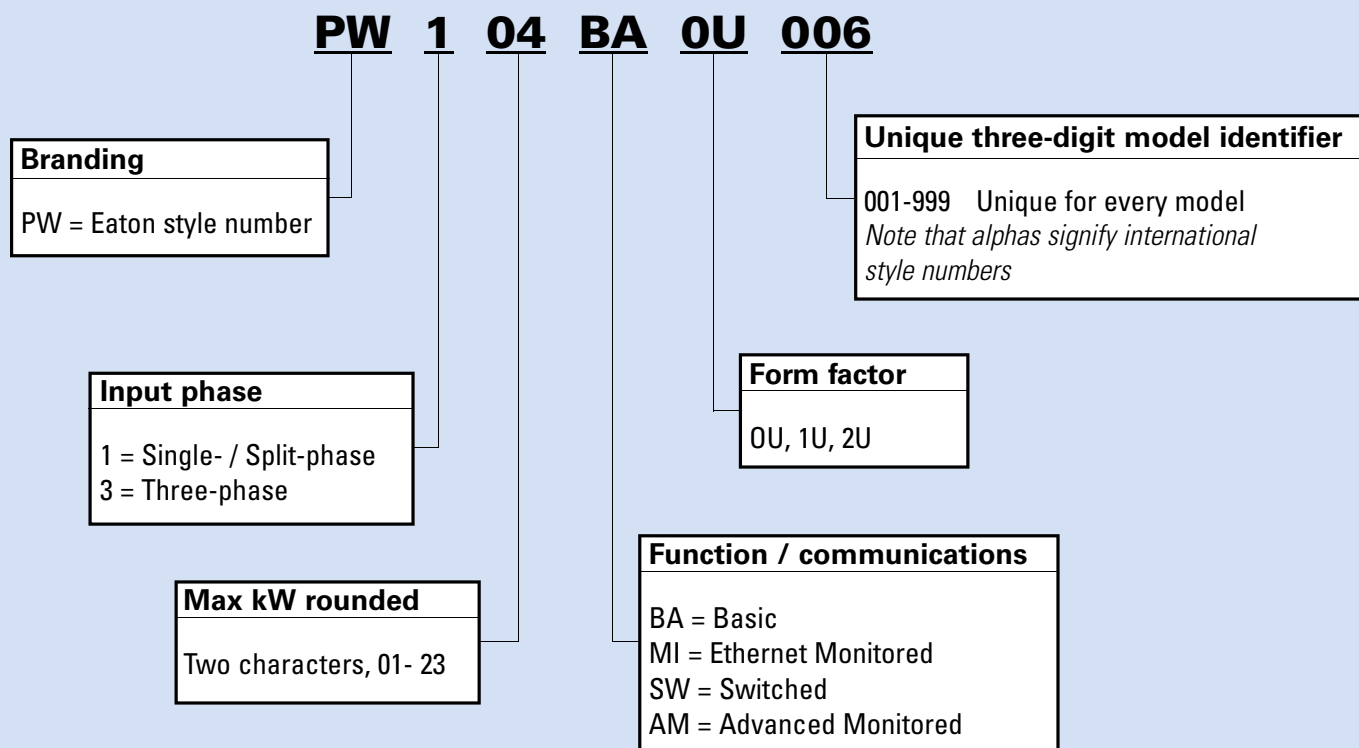 PW 1 04 BA 0U 006
Branding
PW = Eaton style number
Unique three-digit model identifier
001-999 Unique for every model
Note that alphas signify international
style numbers
Input phase
1 = Single- / Split-phase
3 = Three-phase
Form factor
0U, 1U, 2U
Max kW rounded
Two characters, 01- 23
Function / communications
BA = Basic
MI = Ethernet Monitored
SW = Switched
AM = Advanced Monitored